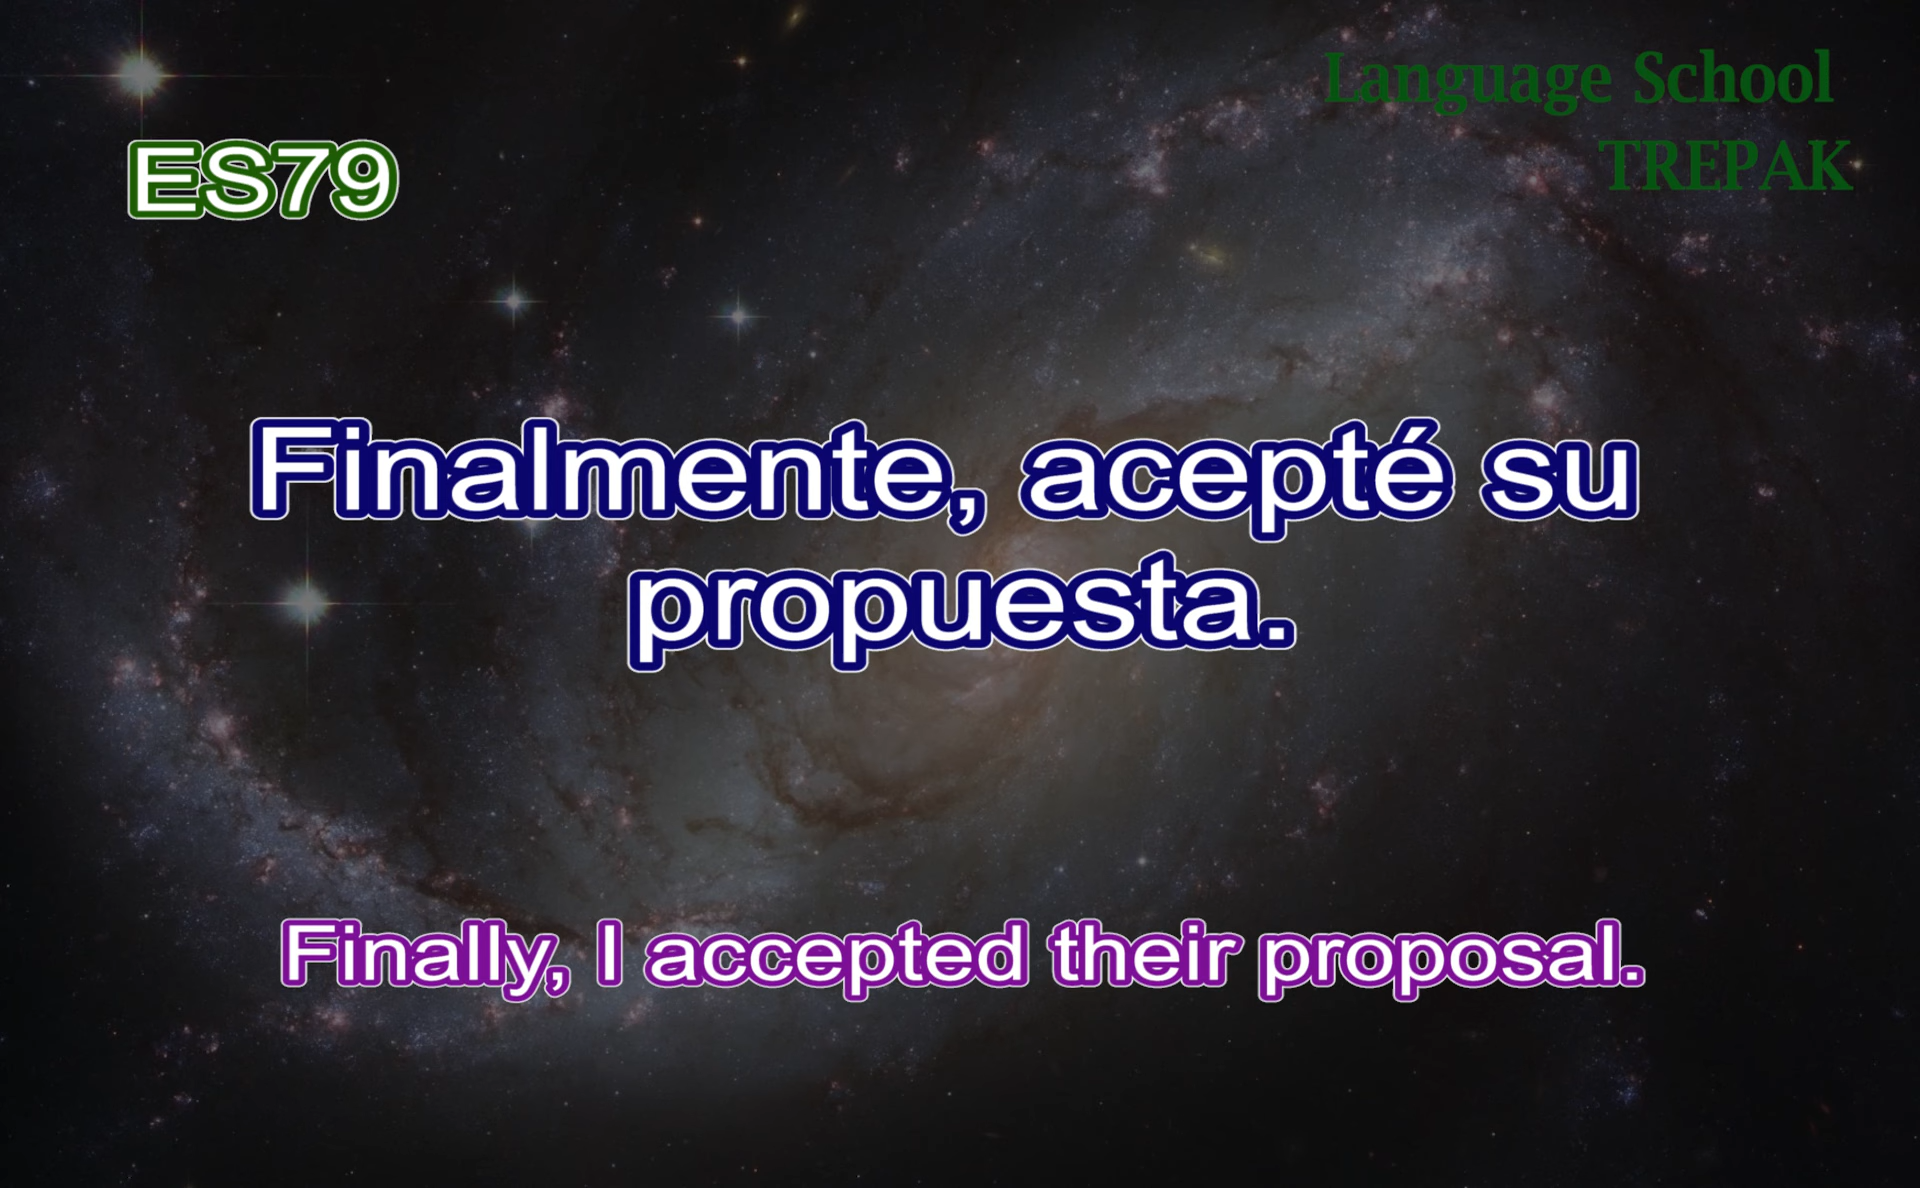 Language School
TREPAK
ES79
Finalmente, acepté su
propuesta.
Finally, I accepted their proposal.